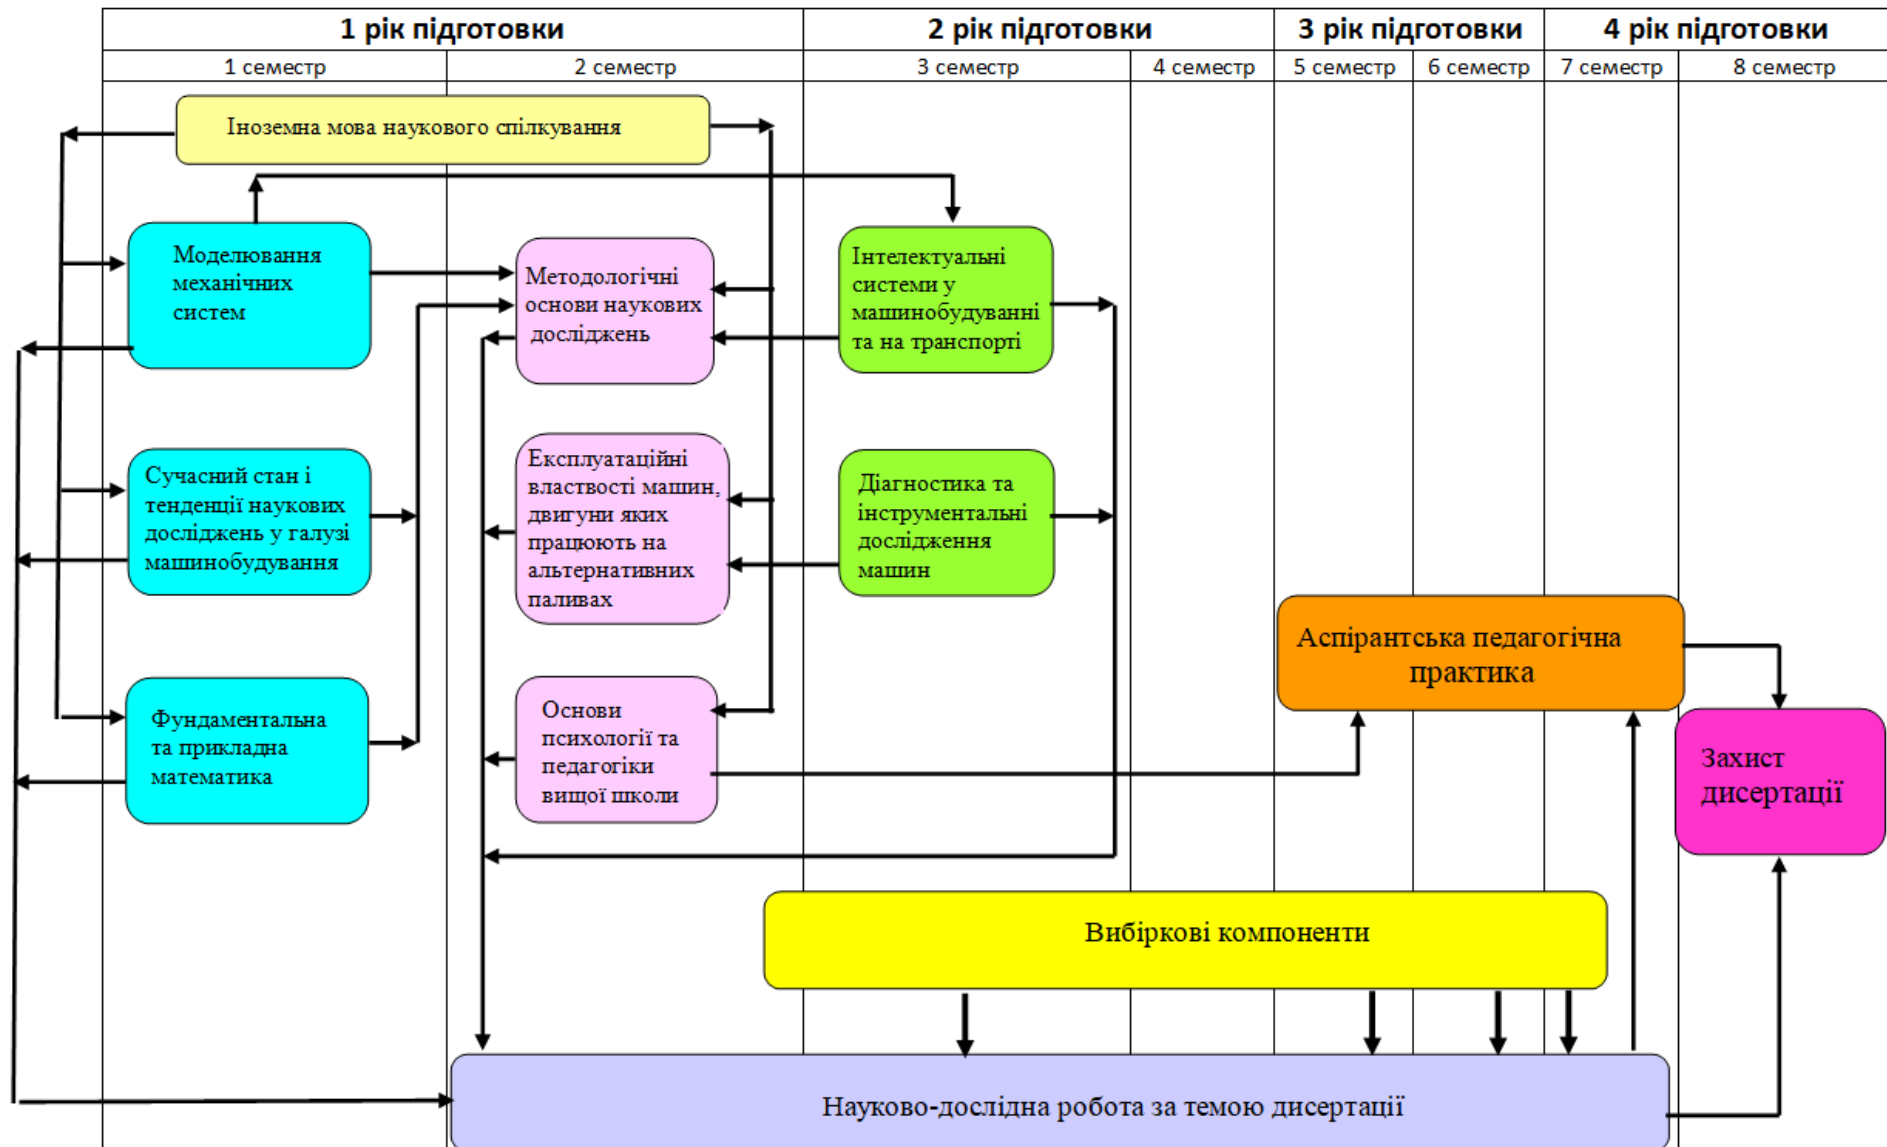 1 рік підготовки
2 рік підготовки
3 рік підготовки
4 рік підготовки
1 семестр
2 семестр
3 семестр
4 семестр
5 семестр
6 семестр
7 семестр
8 семестр
Іноземна мова наукового спілкування
Моделювання
механічних
систем
Методологічні
основи наукових
досліджень
Інтелектуальні
системи у
машинобудуванні
та на транспорті
Сучасний стан і
тенденції наукових
досліджень у галузі
машинобудування
Експлуатаційні
властвості машин,
двигуни яких
працюють на
альтернативних
паливах
Діагностика та
інструментальні
дослідження
машин
Аспірантська педагогічна
практика
Фундаментальна
та прикладна
математика
Основи
психології та
педагогіки
вищої школи
Захист
дисертації
Вибіркові компоненти
Науково-дослідна робота за темою дисертації